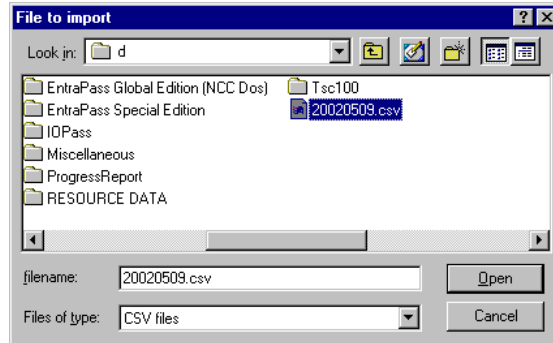 File to import
Look in: d
EntraPass Global Edition (NCC Dos) Tsc100
EntraPass Special Edition 20020509.csv
IOPass
Miscellaneous
ProgressReport
RESOURCE DATA
filename: 20020509.csv Open
Files of type: CSV files Cancel